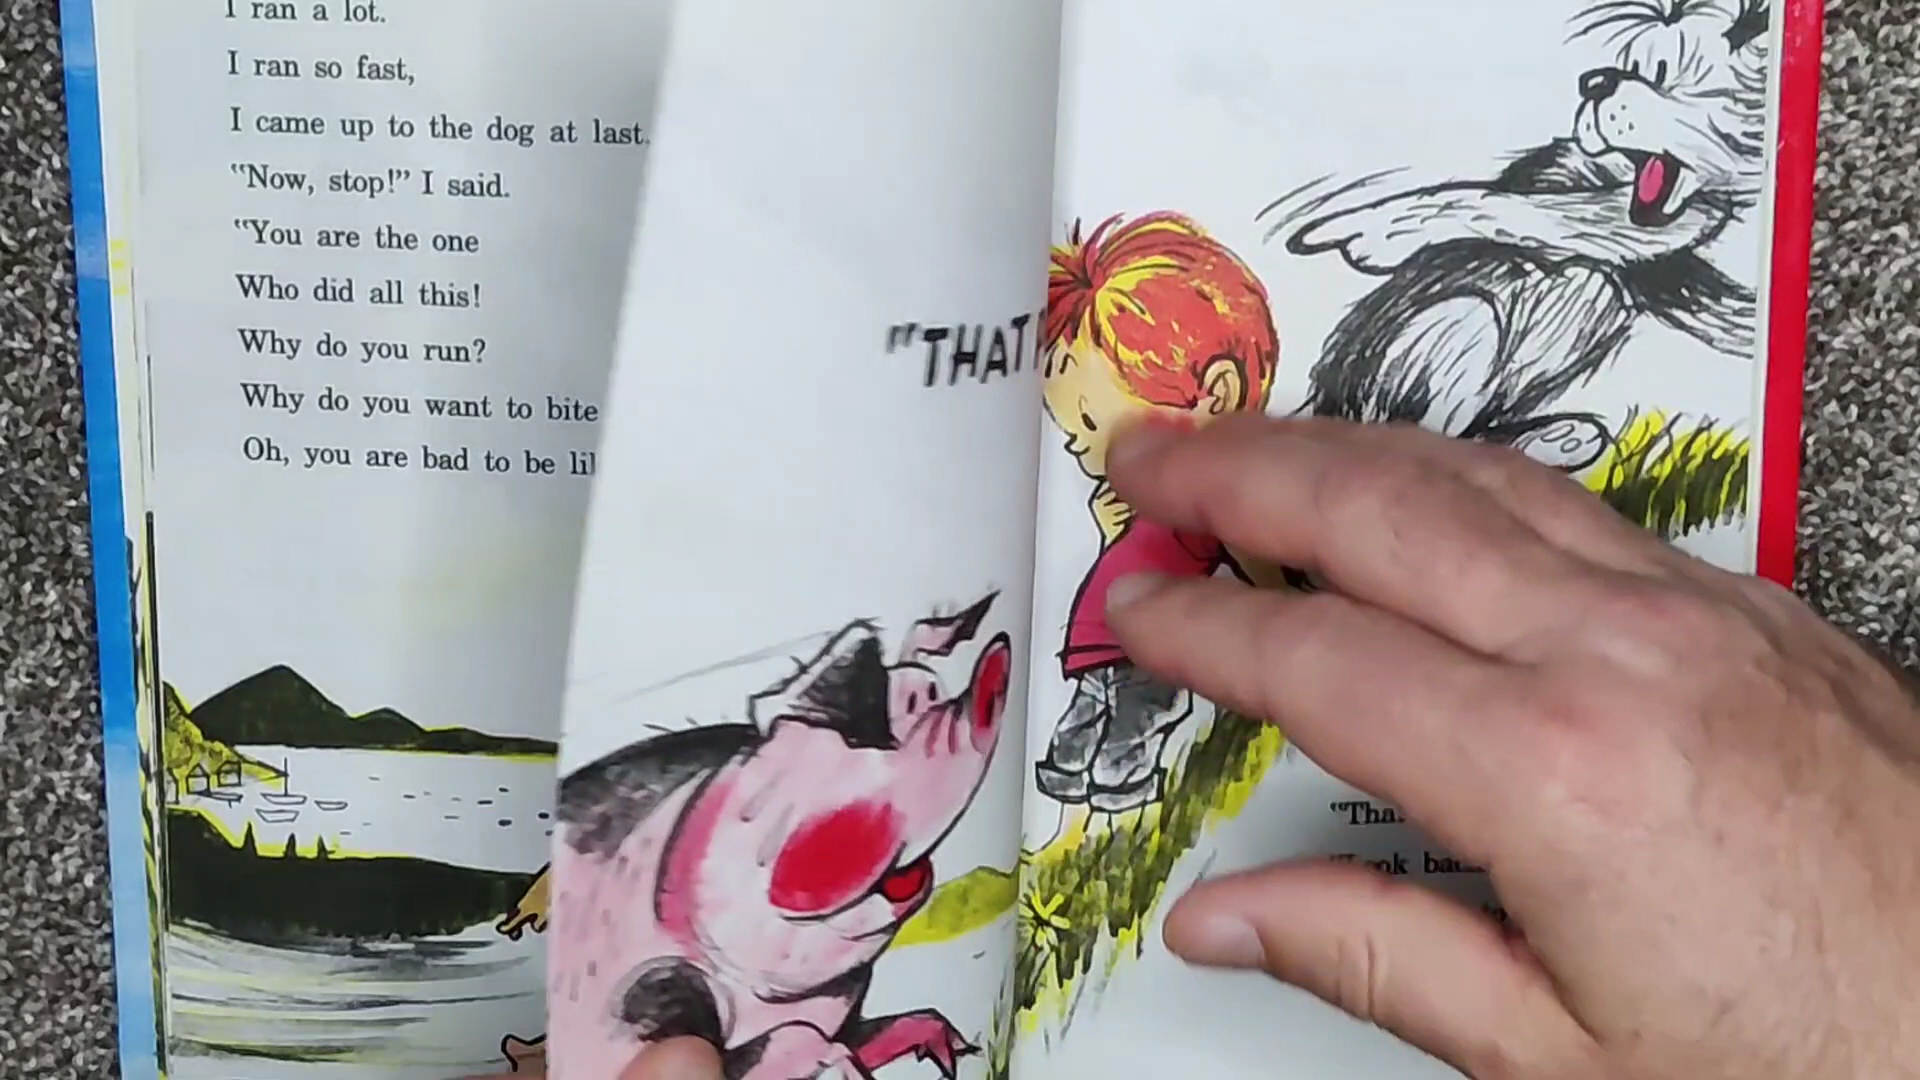 I ran a lot.
I ran so fast,
I came up to the dog at last.
“Now, stop!” I said.
“You are the one
Who did all this!
Why do you run?
Why do you want to bite
Oh, you are bad to be
"THAT